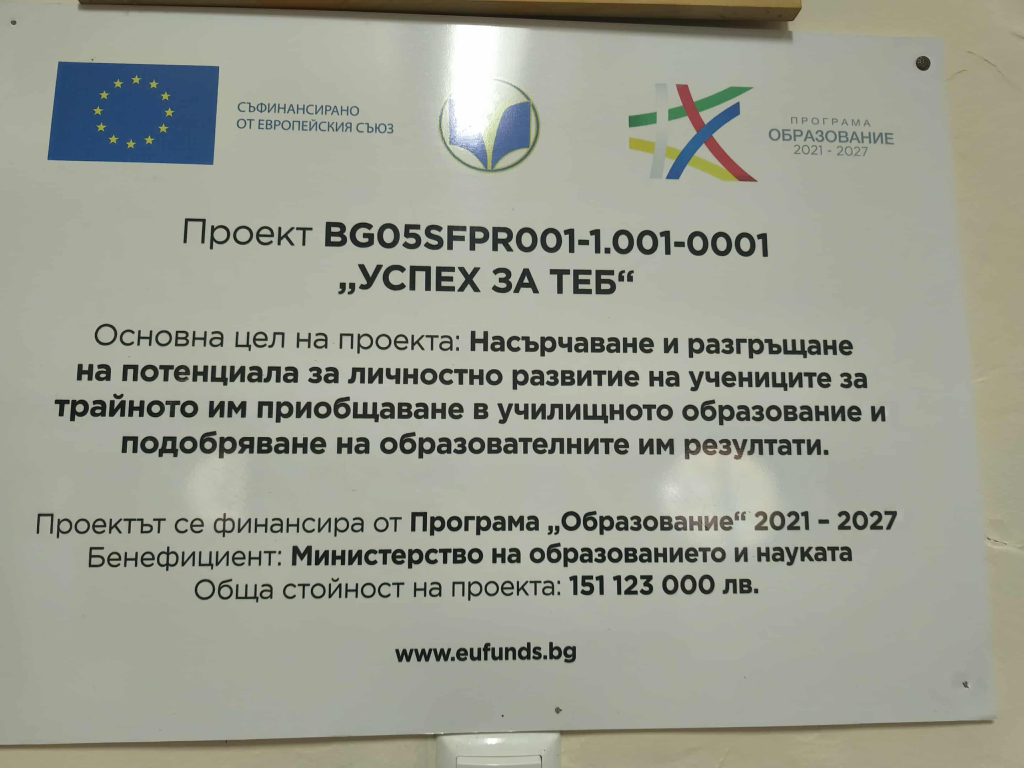 СЪФИНАНСИРАНО
ОТ ЕВРОПЕЙСКИЯ СЪЮЗ
ПРОГРАМА
ОБРАЗОВАНИЕ
2021 - 2027
Проект BG05SFPR001-1.001-0001
„УСПЕХ ЗА ТЕБ“
Основна цел на проекта: Насърчаване и разгръщане
на потенциала за личностно развитие на учениците за
трайното им приобщаване в училищното образование и
подобряване на образователните им резултати.
Проектът се финансира от Програма „Образование“ 2021 – 2027
Бенефициент: Министерство на образованието и науката
Обща стойност на проекта: 151 123 000 лв.
www.eufunds.bg